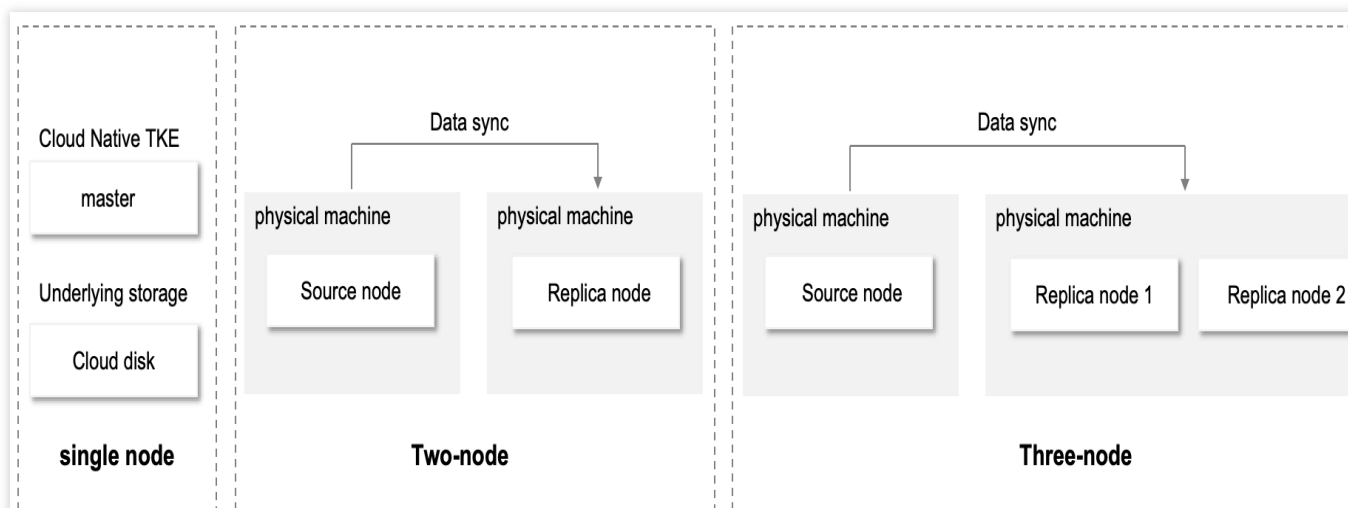 Cloud Native TKE
master
Underlying storage
Cloud disk
single node
Data sync
physical machine
Source node
physical machine
Replica node
Two-node
Data sync
physical machine
Source node
physical machine
Replica node 1
Replica node 2
Three-node